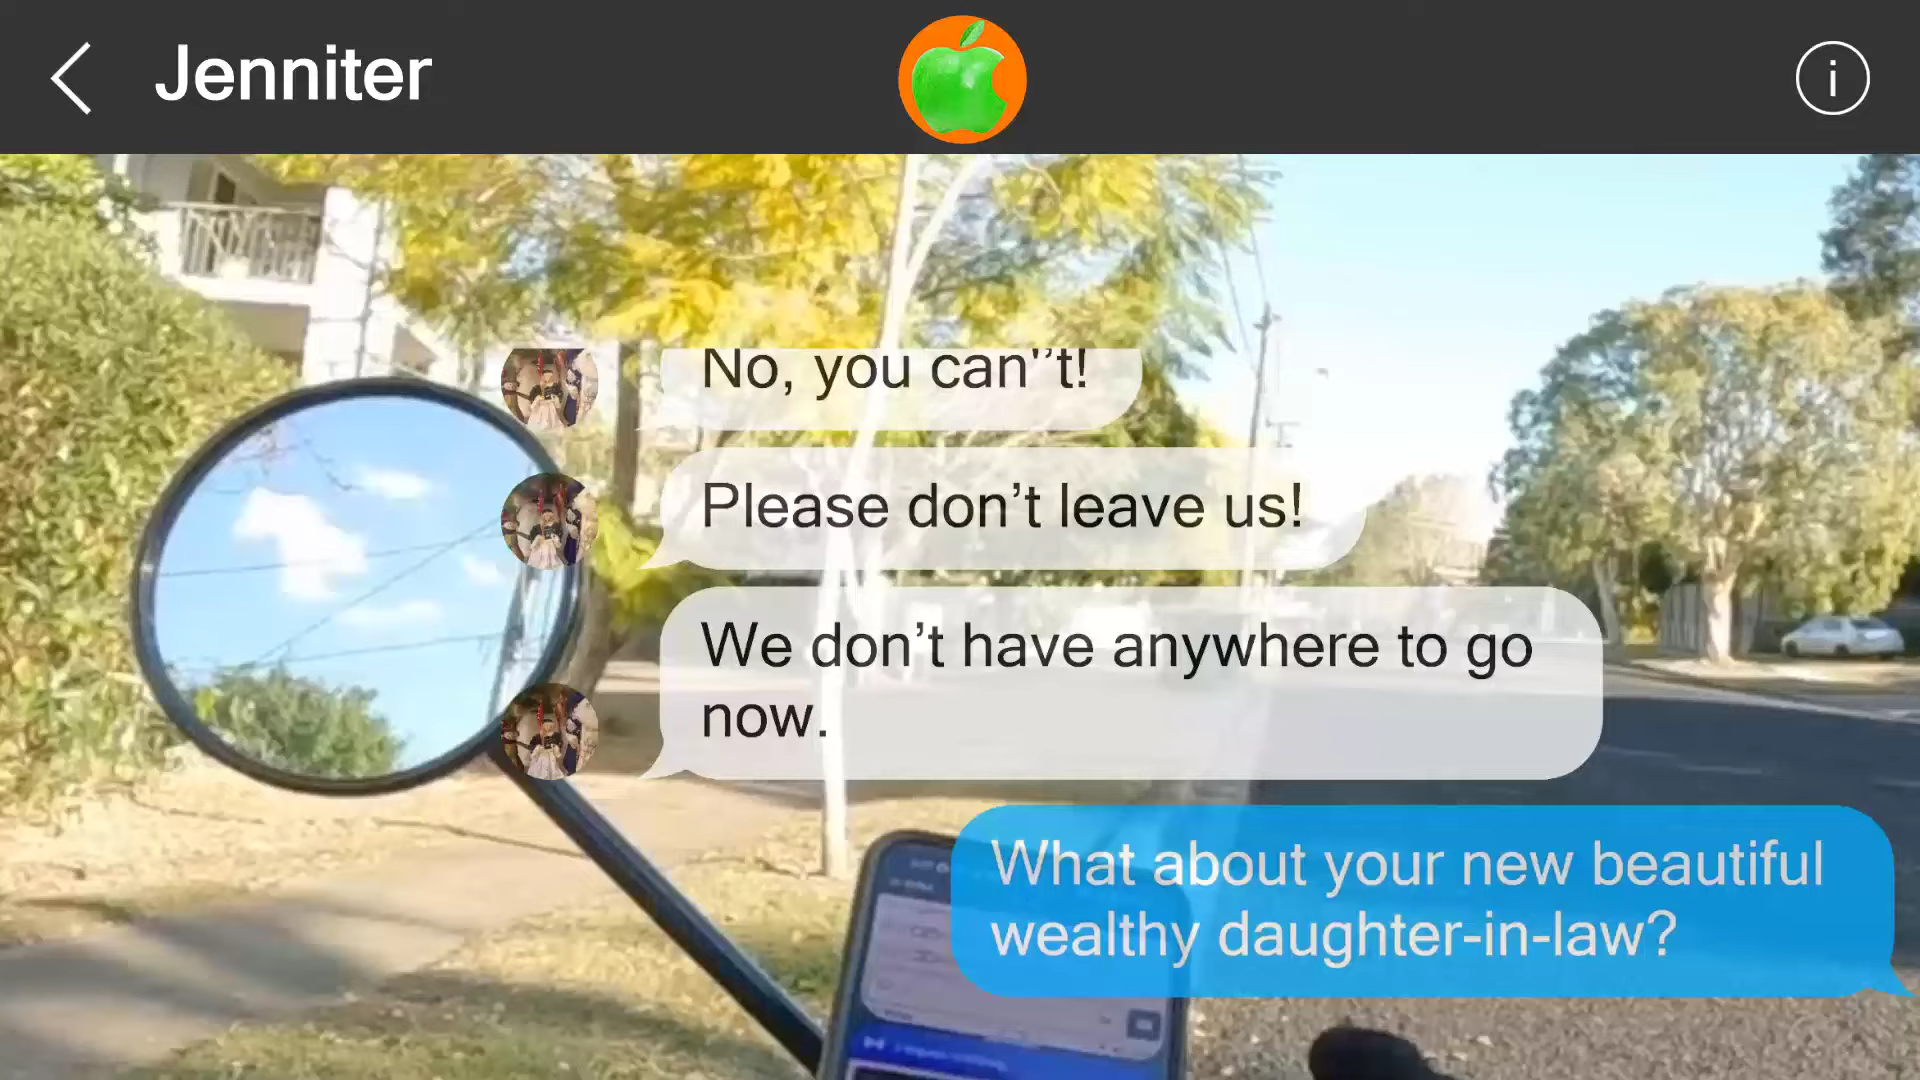 Jenniter
No, you can''t!
Please don’t leave us!
We don’t have anywhere to go
now.
What about your new beautiful
wealthy daughter-in-law?